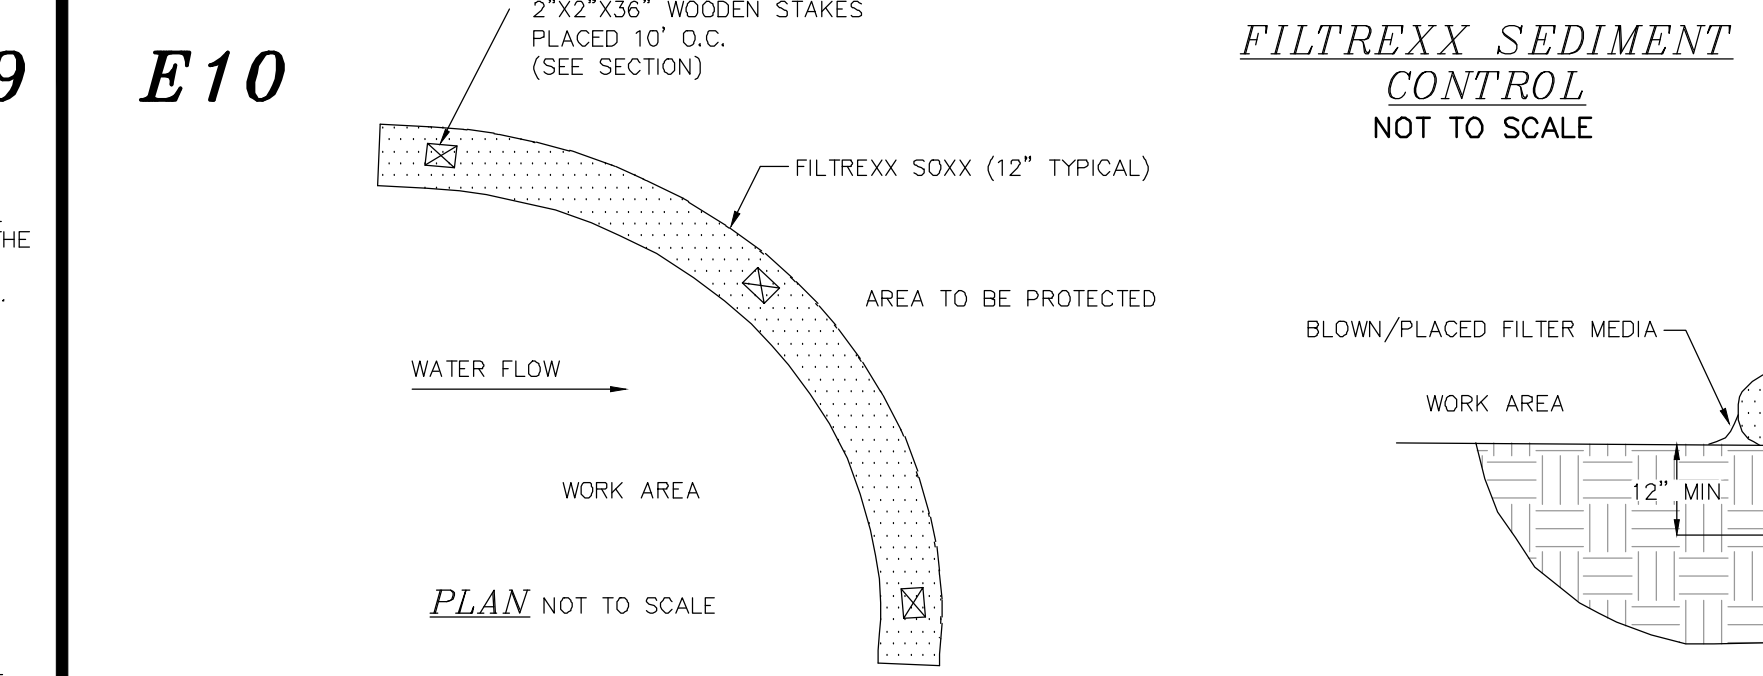 9
THE
E10
2"X2"X36" WOODEN STAKES
PLACED 10' O.C.
(SEE SECTION)
FILTREXX SOXX (12" TYPICAL)
AREA TO BE PROTECTED
WATER FLOW
WORK AREA
PLAN NOT TO SCALE
FILTREXX SEDIMENT
CONTROL
NOT TO SCALE
BLOWN/PLACED FILTER MEDIA
WORK AREA
12" MIN